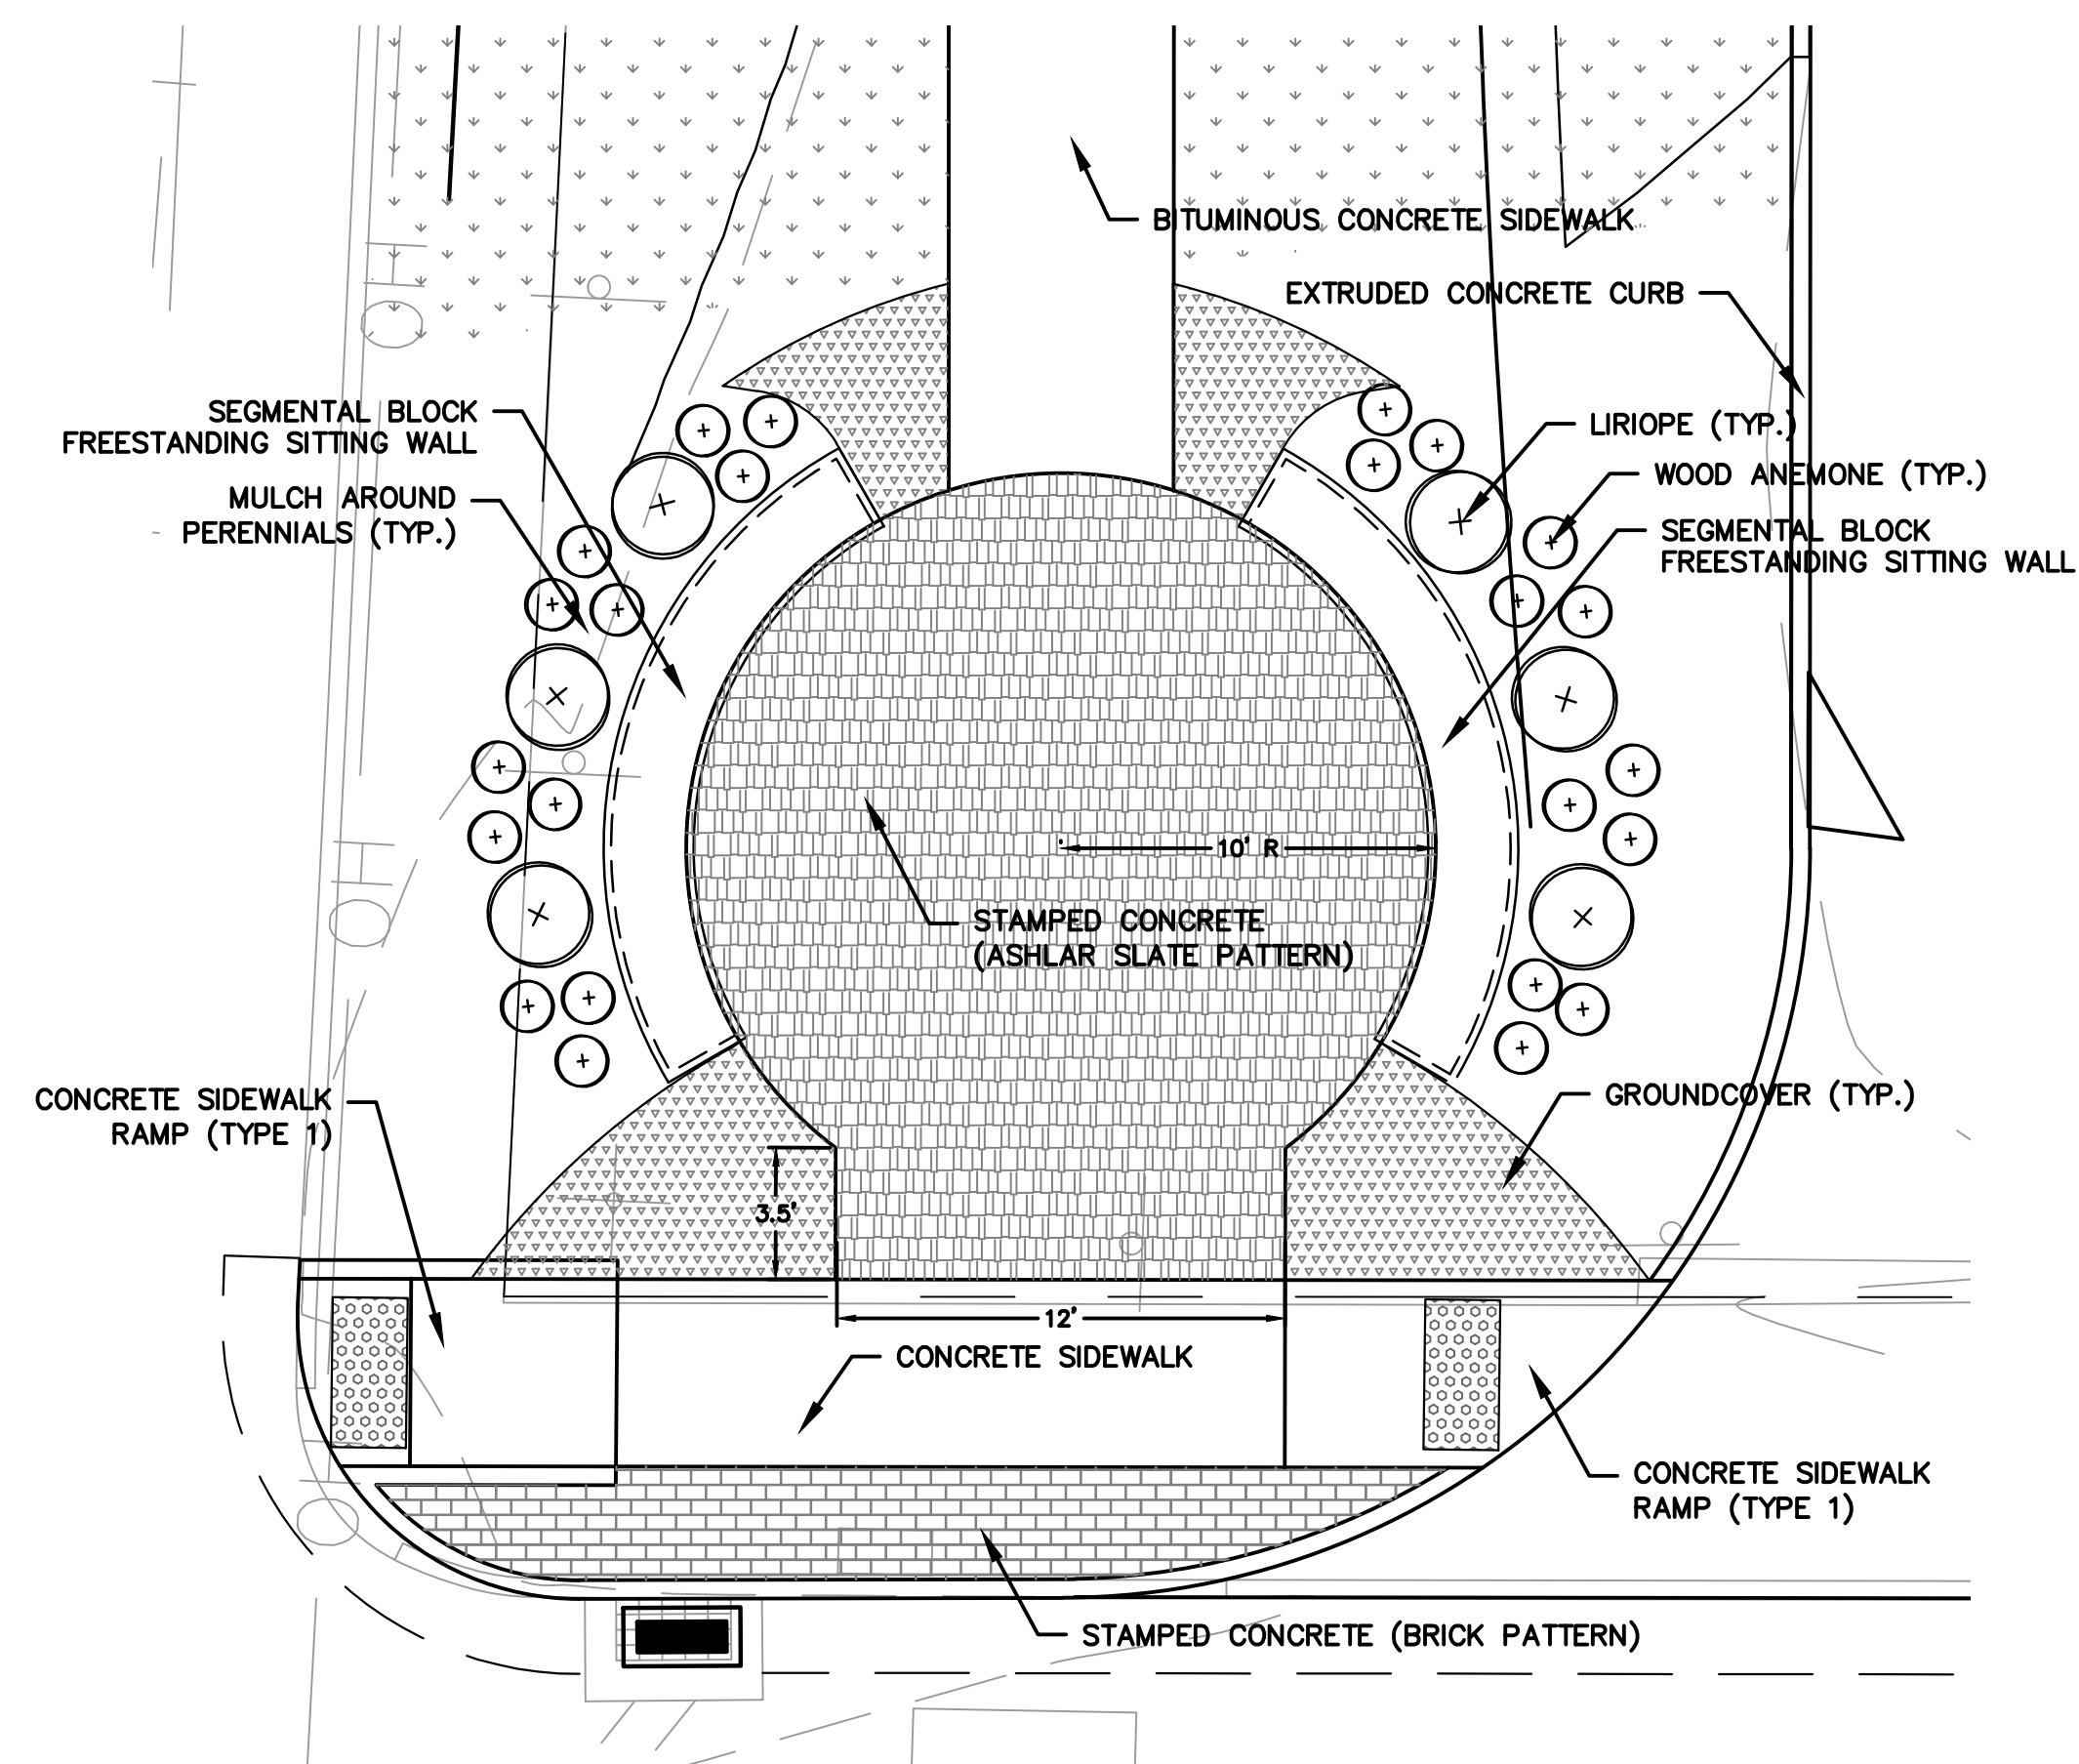 BITUMINOUS CONCRETE SIDEWALK
EXTRUDED CONCRETE CURB
SEGMENTAL BLOCK
FREESTANDING SITTING WALL
LIRIOPE (TYP.)
WOOD ANEMONE (TYP.)
MULCH AROUND
PERENNIALS (TYP.)
SEGMENTAL BLOCK
FREESTANDING SITTING WALL
10' R
STAMPED CONCRETE
(ASHLAR SLATE PATTERN)
CONCRETE SIDEWALK
RAMP (TYPE 1)
GROUNDCOVER (TYP.)
3.5'
12'
CONCRETE SIDEWALK
CONCRETE SIDEWALK
RAMP (TYPE 1)
STAMPED CONCRETE (BRICK PATTERN)